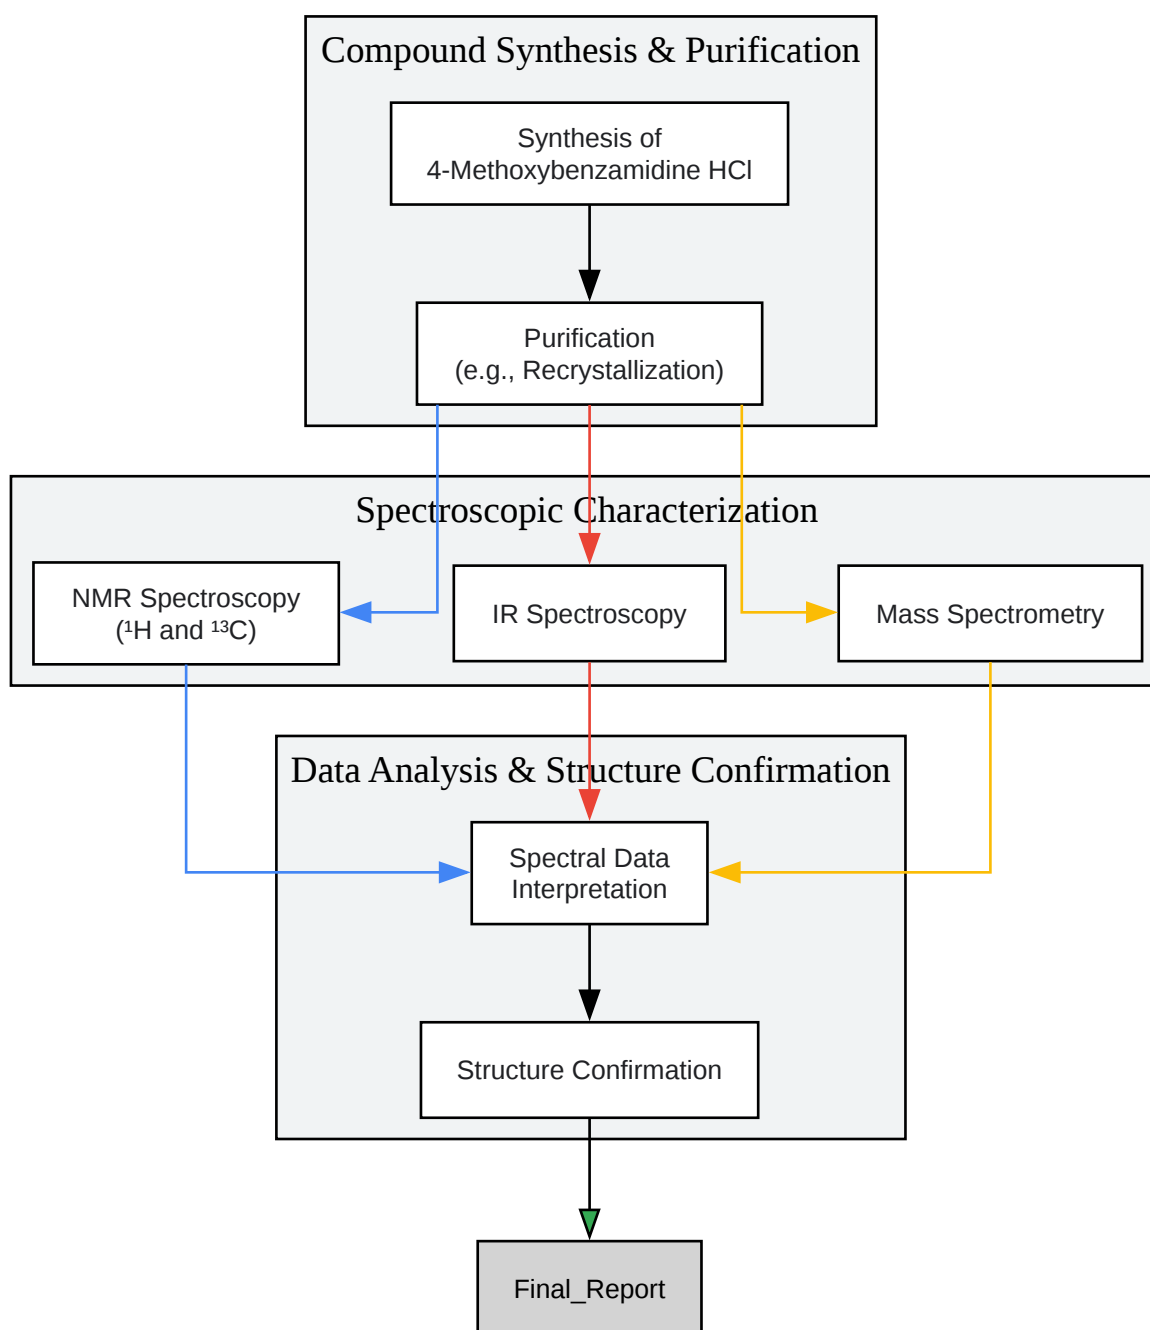 Compound Synthesis & Purification
Synthesis of
4-Methoxybenzamidine HCl
Purification
(e.g., Recrystallization)
Spectroscopic Characterization
NMR Spectroscopy
(¹H and ¹³C)
IR Spectroscopy
Mass Spectrometry
Data Analysis & Structure Confirmation
Spectral Data
Interpretation
Structure Confirmation
Final_Report